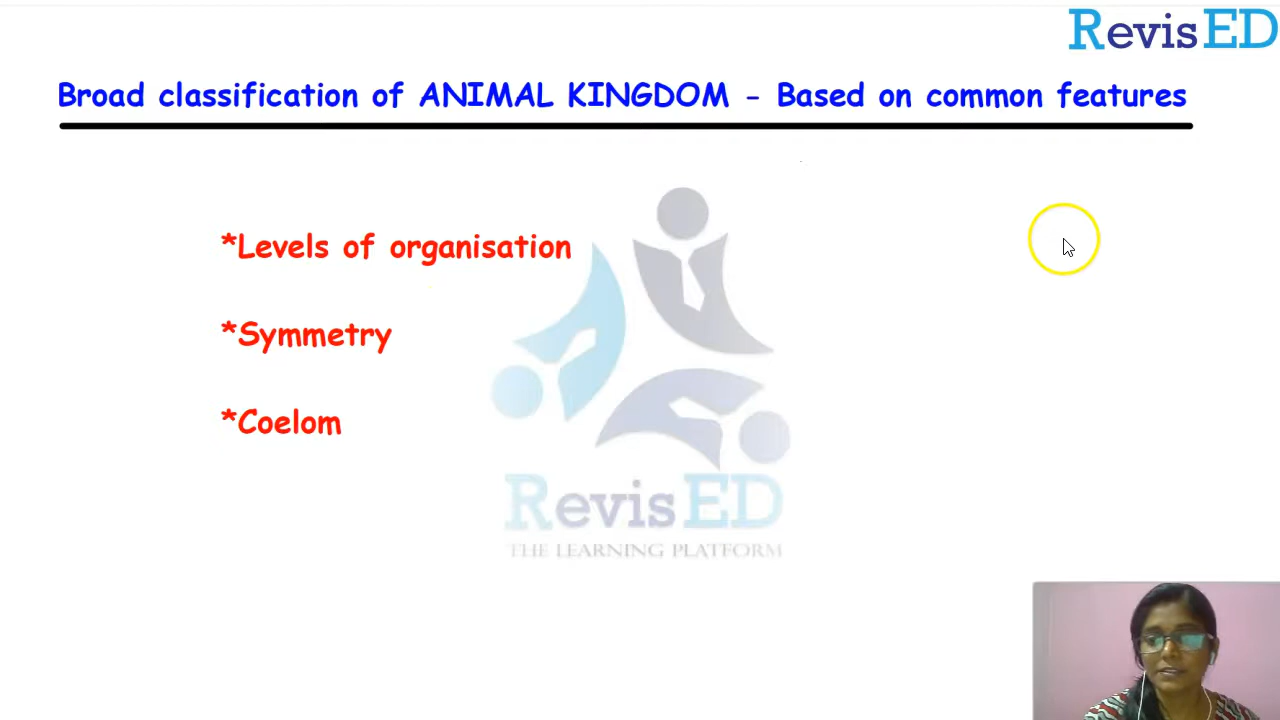 RevisED
Broad classification of ANIMAL KINGDOM - Based on common features
*Levels of organisation
*Symmetry
*Coelom
RevisED
THE LEARNING PLATFORM